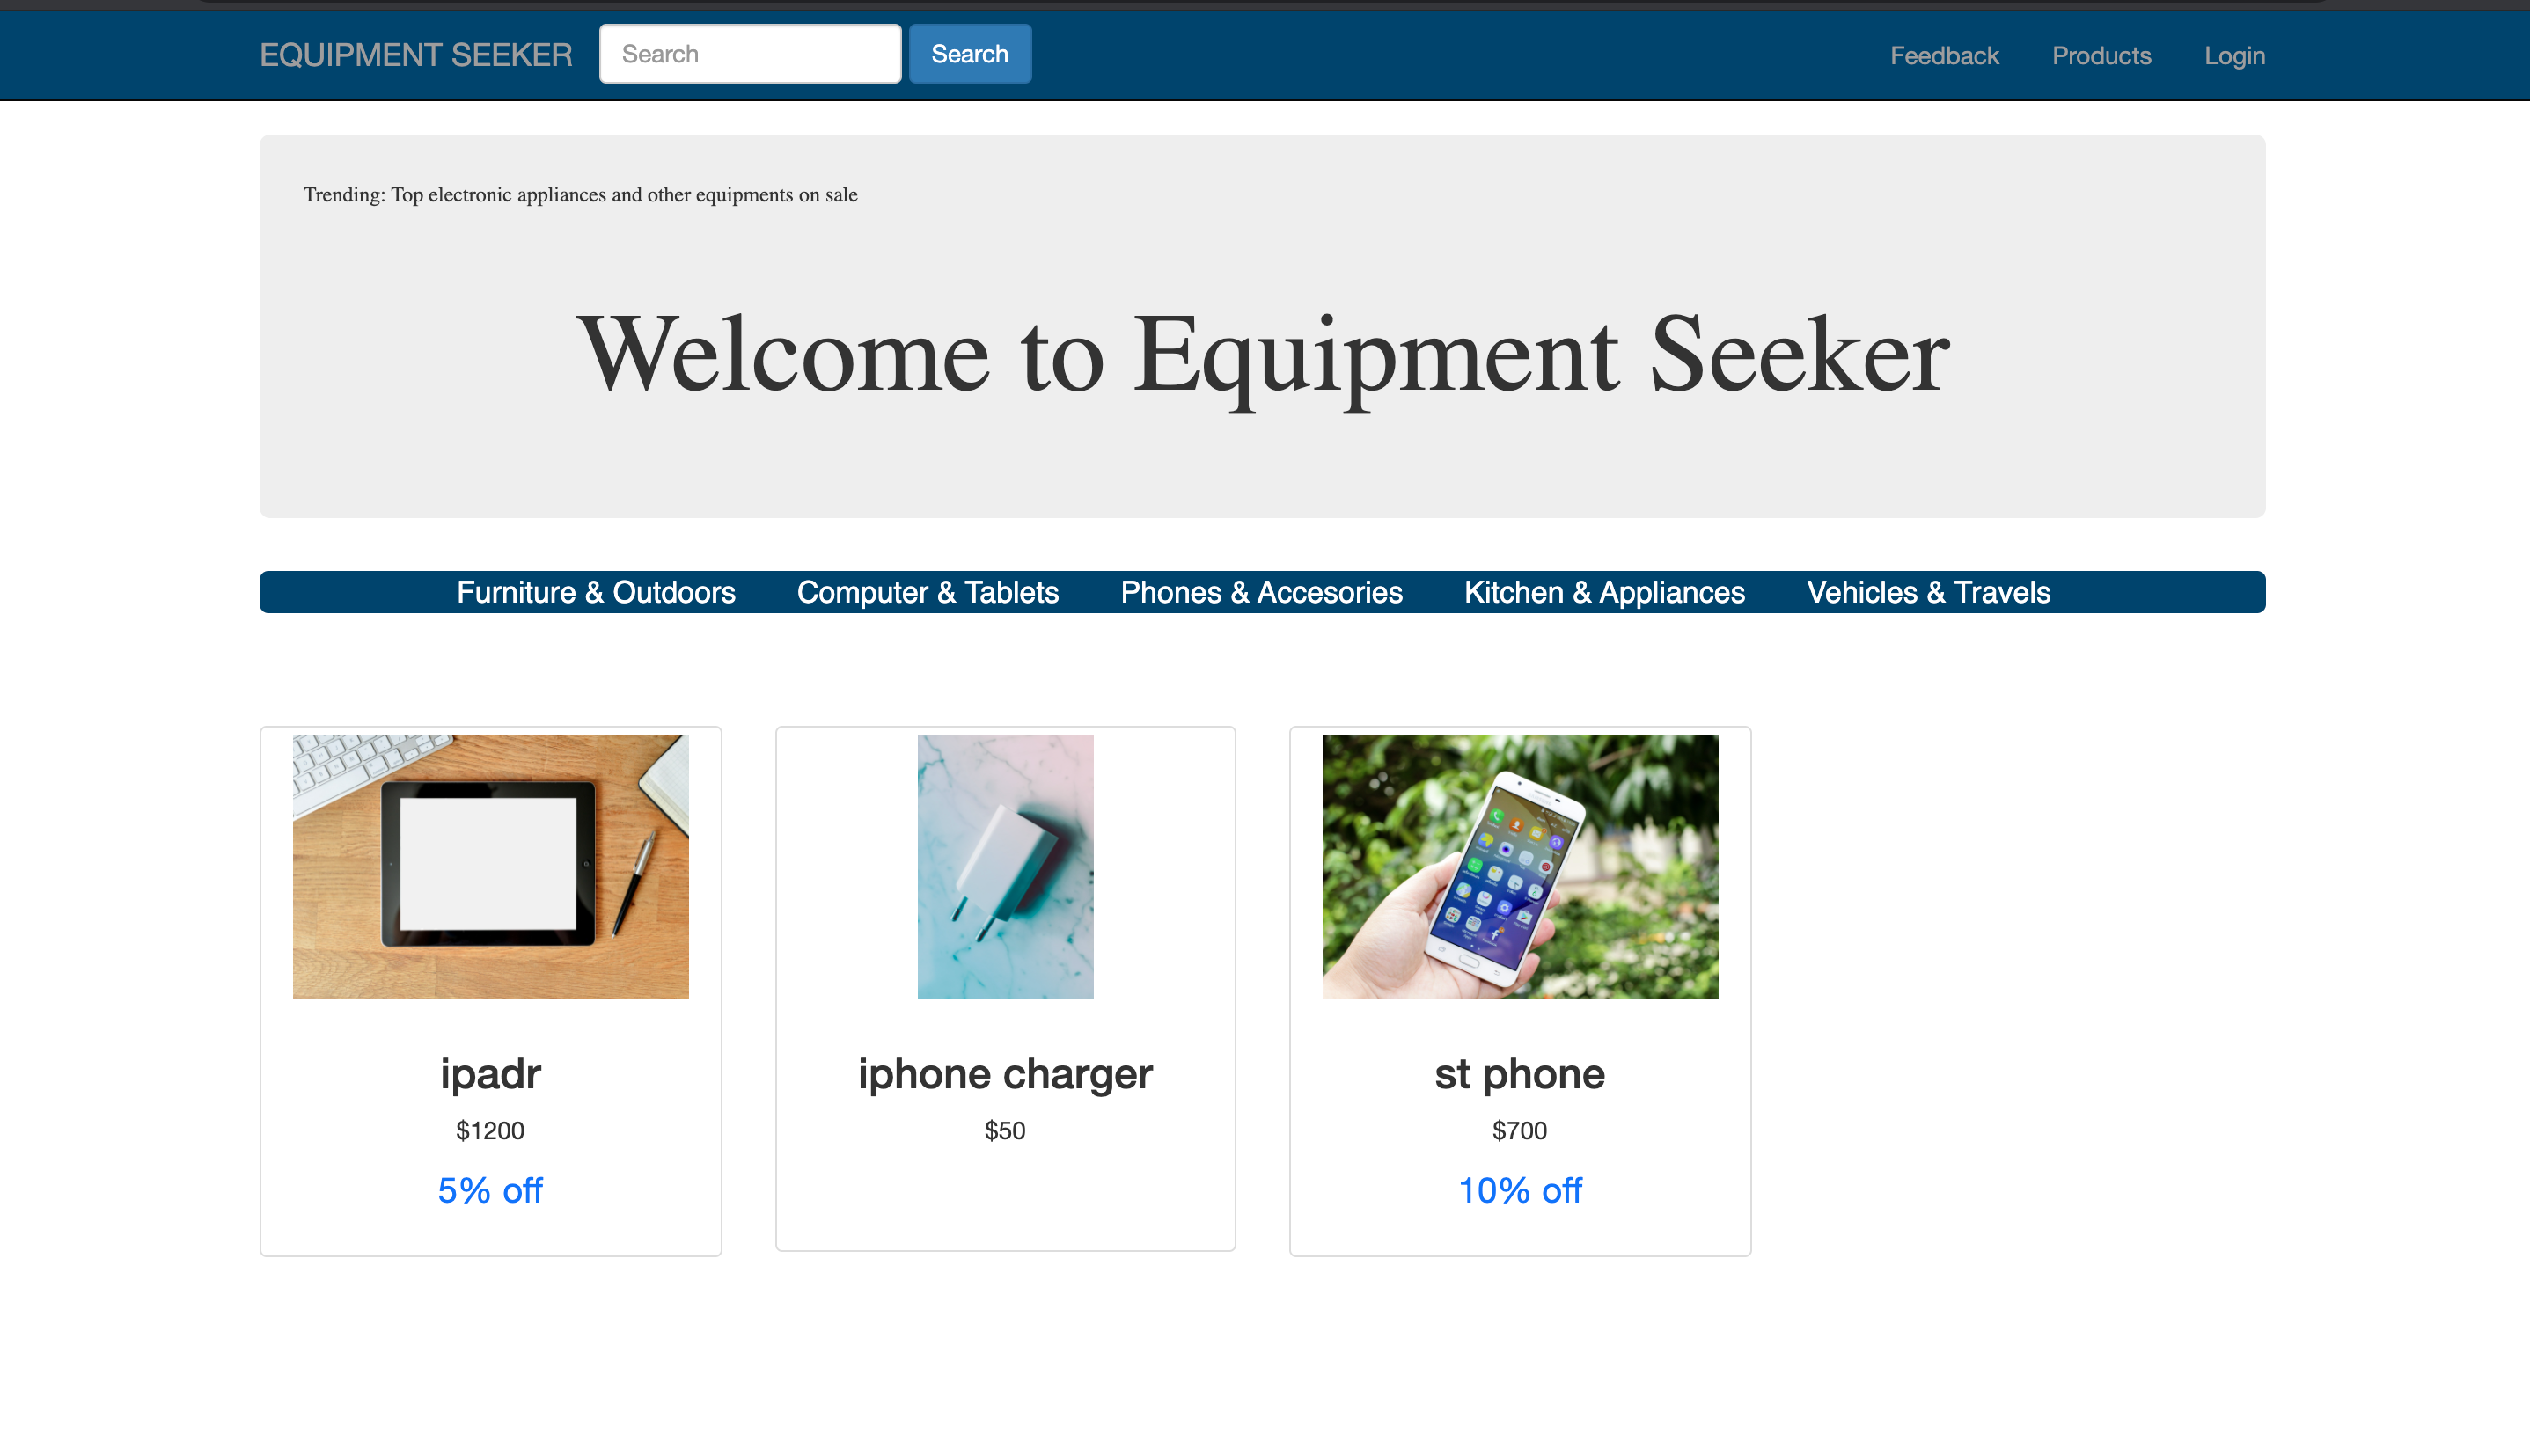 EQUIPMENT SEEKER Search Search Feedback Products Login
Trending: Top electronic appliances and other equipments on sale
Welcome to Equipment Seeker
Furniture & Outdoors Computer & Tablets Phones & Accesories Kitchen & Appliances Vehicles & Travels
ipadr iphone charger st phone
$1200 $50 $700
5% off 10% off